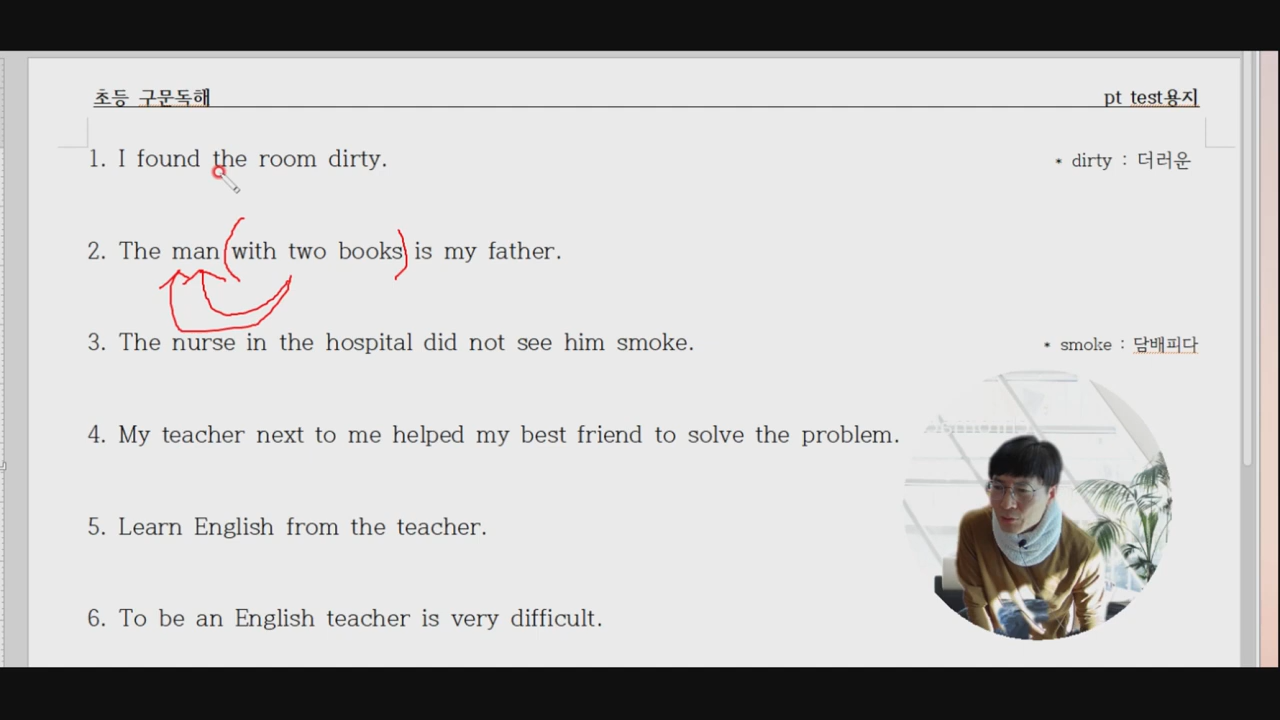 초등 구문독해 pt test용지
1. I found the room dirty. • dirty : 더러운
2. The man with two books is my father.
3. The nurse in the hospital did not see him smoke. • smoke : 담배피다
4. My teacher next to me helped my best friend to solve the problem.
5. Learn English from the teacher.
6. To be an English teacher is very difficult.